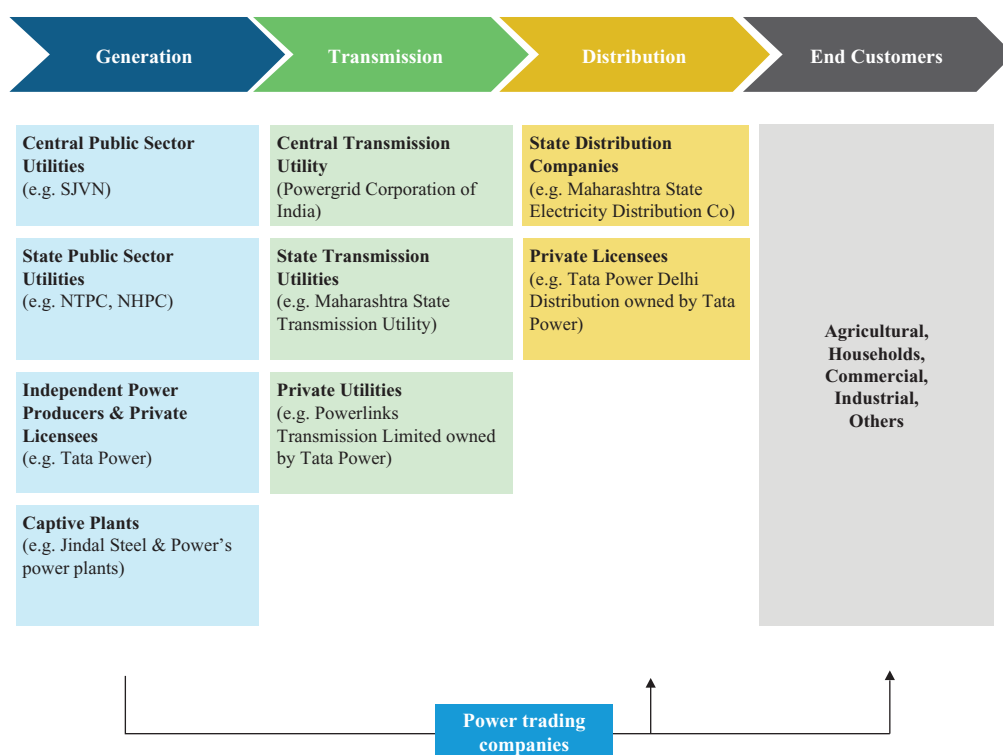 Generation
Transmission
Distribution
End Customers
Central Public Sector
Utilities
(e.g. SJVN)
State Public Sector
Utilities
(e.g. NTPC, NHPC)
Independent Power
Producers & Private
Licensees
(e.g. Tata Power)
Captive Plants
(e.g. Jindal Steel & Power’s
power plants)
Central Transmission
Utility
(Powergrid Corporation of
India)
State Transmission
Utilities
(e.g. Maharashtra State
Transmission Utility)
Private Utilities
(e.g. Powerlinks
Transmission Limited owned
by Tata Power)
State Distribution
Companies
(e.g. Maharashtra State
Electricity Distribution Co)
Private Licensees
(e.g. Tata Power Delhi
Distribution owned by Tata
Power)
Agricultural,
Households,
Commercial,
Industrial,
Others
Power trading
companies